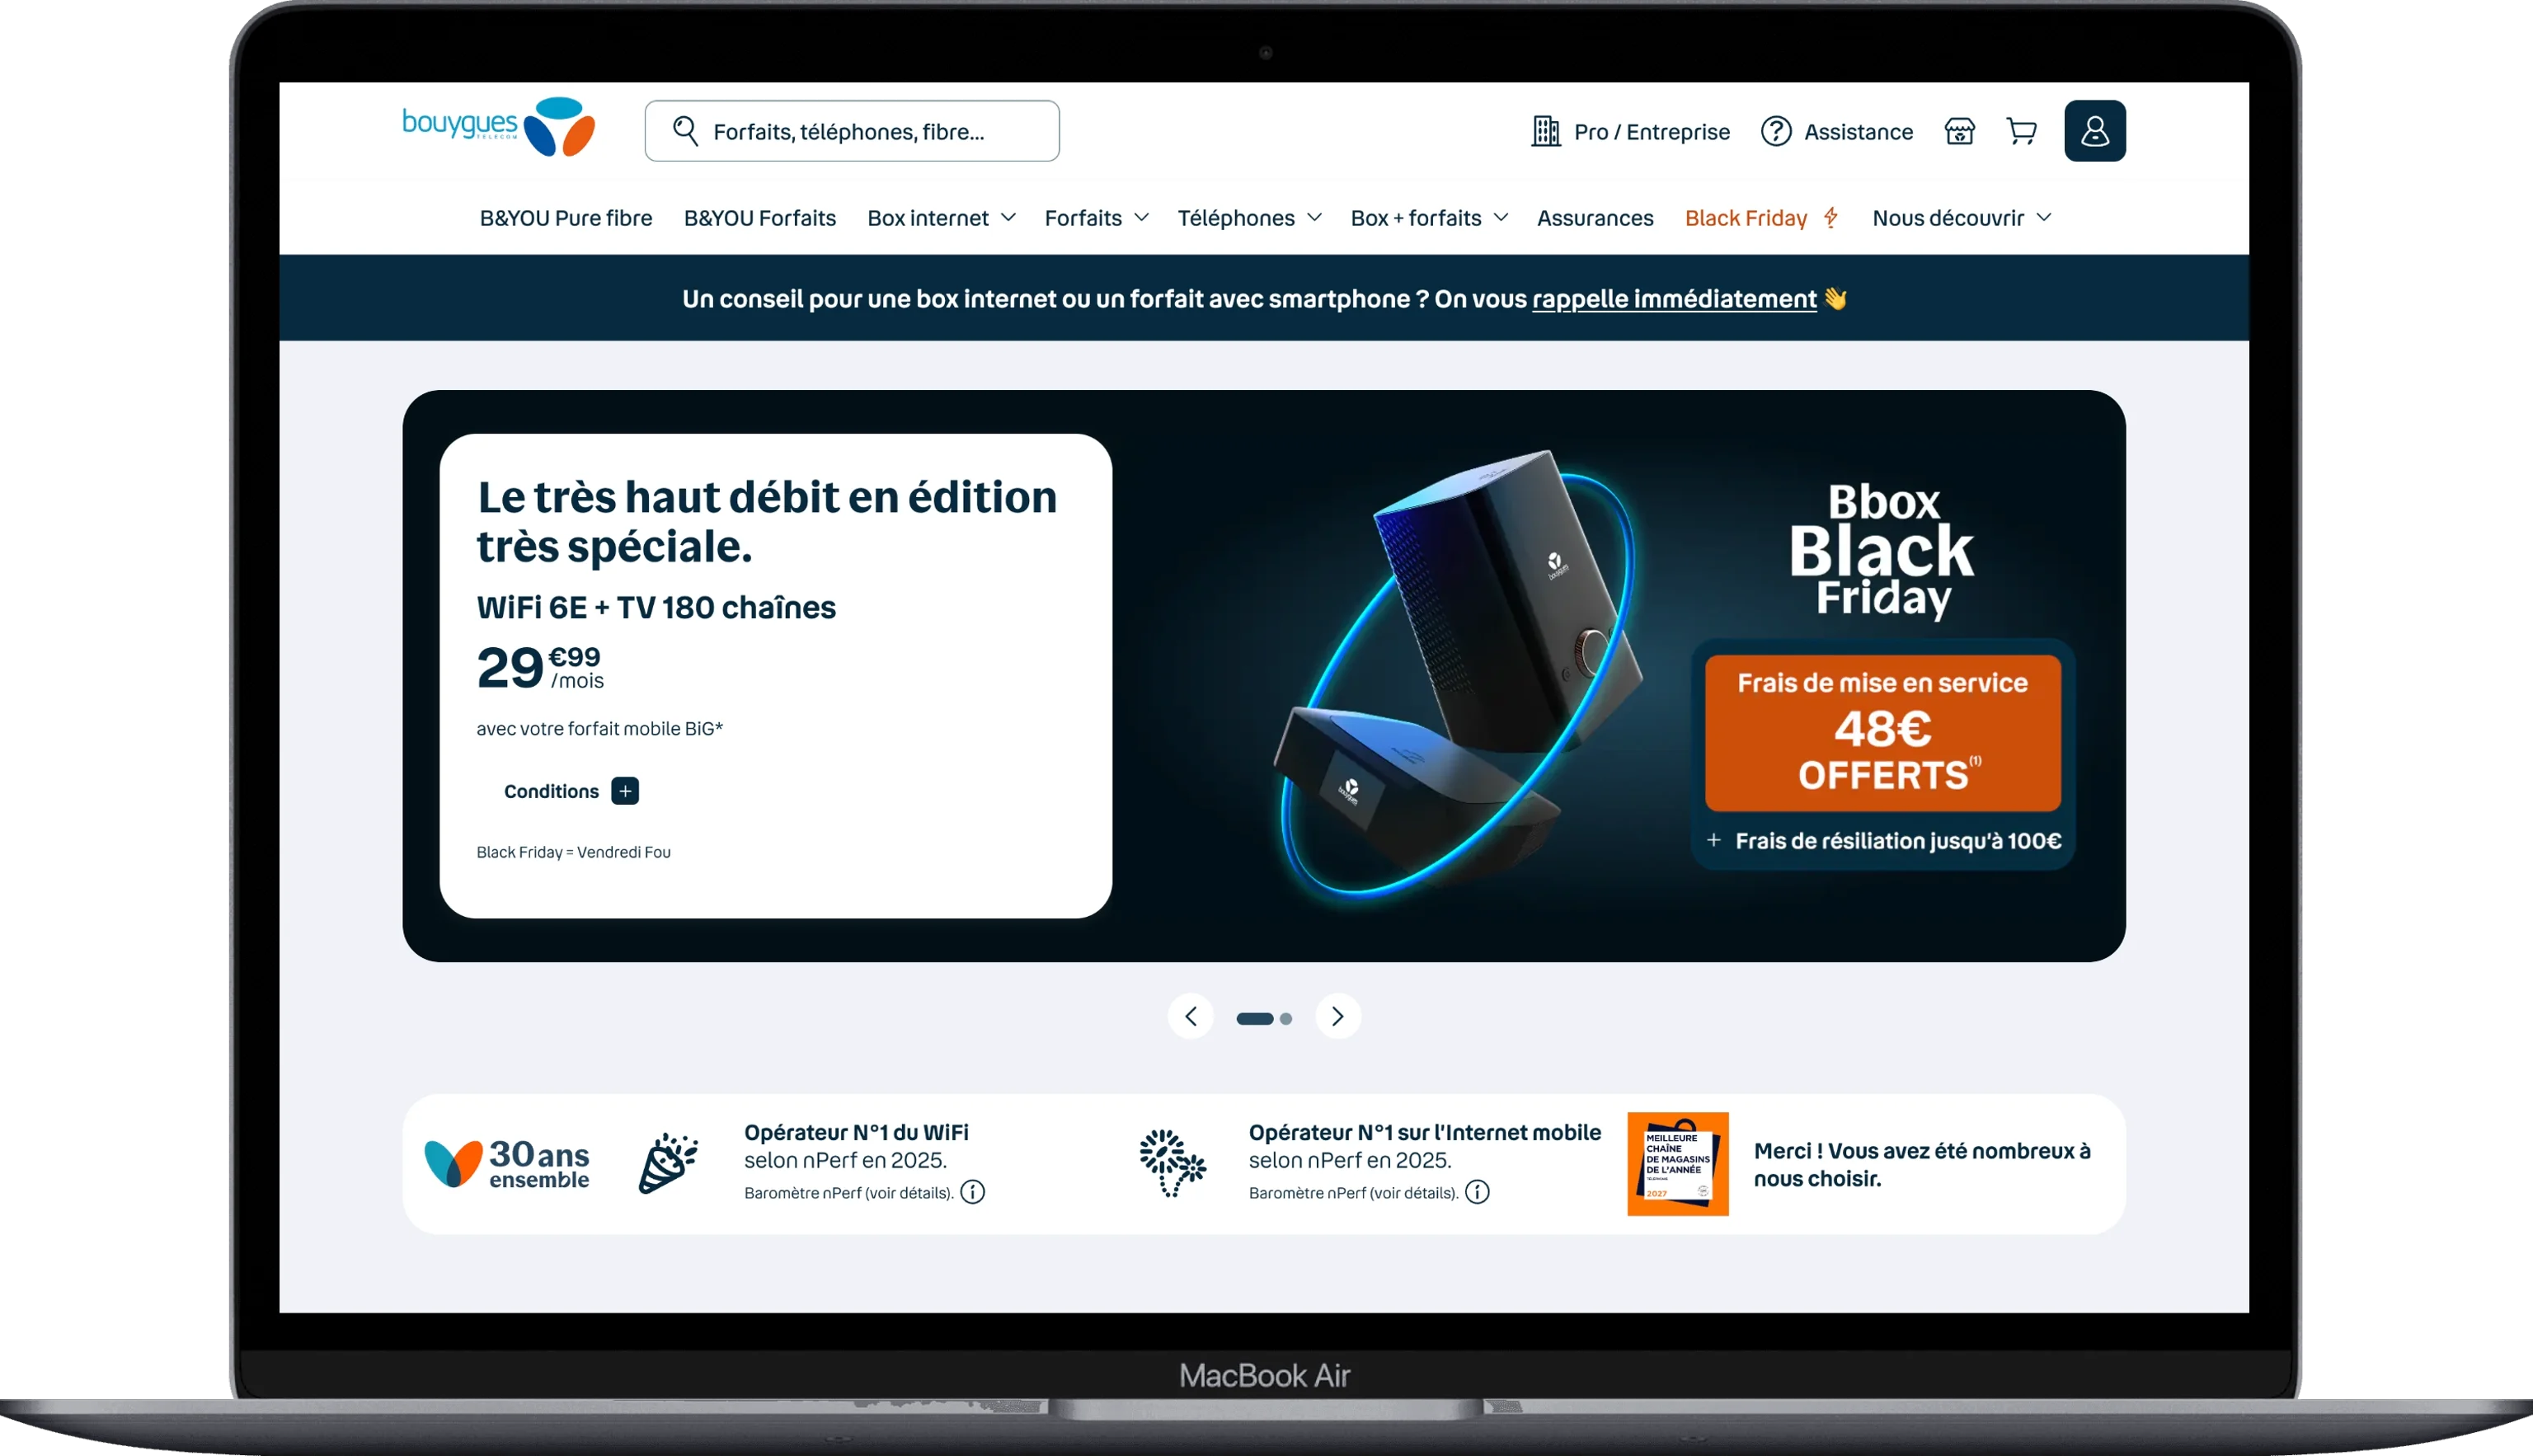 bouygues
TELECOM
Forfaits, téléphones, fibre...
Pro / Entreprise
Assistance
B&YOU Pure fibre
B&YOU Forfaits
Box internet
Forfaits
Téléphones
Box + forfaits
Assurances
Black Friday
Nous découvrir
Un conseil pour une box internet ou un forfait avec smartphone ? On vous rappelle immédiatement 👋
Le très haut débit en édition
très spéciale.
WiFi 6E + TV 180 chaînes
29€99
/mois
avec votre forfait mobile BiG*
Conditions +
Black Friday = Vendredi Fou
bouygues
bouygues
Bbox
Black
Friday
Frais de mise en service
48€
OFFERTS(1)
+ Frais de résiliation jusqu'à 100€
30 ans
ensemble
Opérateur N°1 du WiFi
selon nPerf en 2025.
Baromètre nPerf (voir détails).
Opérateur N°1 sur l'Internet mobile
selon nPerf en 2025.
Baromètre nPerf (voir détails).
MEILLEURE
CHAÎNE
DE MAGASINS
DE L'ANNÉE
2027
Merci ! Vous avez été nombreux à
nous choisir.
MacBook Air